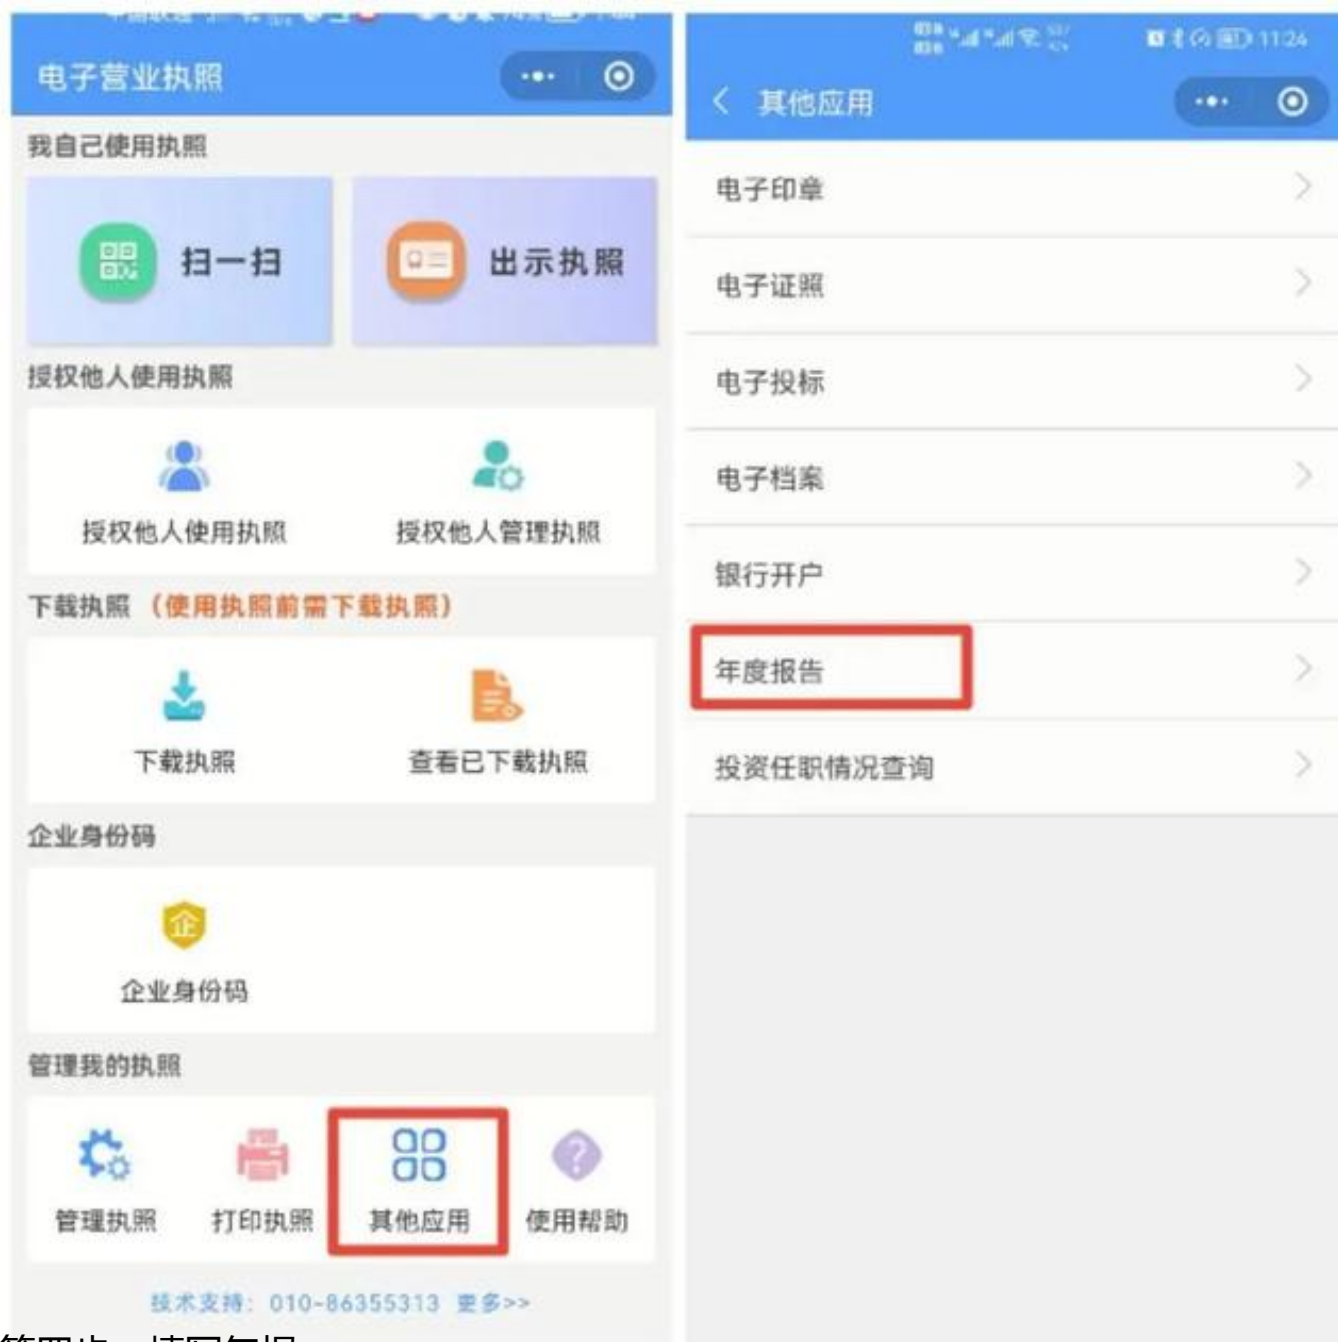 电子营业执照
我自己使用执照
扫一扫
出示执照
授权他人使用执照
授权他人使用执照
授权他人管理执照
下载执照（使用执照前需下载执照）
下载执照
查看已下载执照
企业身份码
企
企业身份码
管理我的执照
管理执照
打印执照
其他应用
使用帮助
技术支持：010-86355313 更多>>
11:24
其他应用
电子印章
电子证照
电子投标
电子档案
银行开户
年度报告
投资任职情况查询